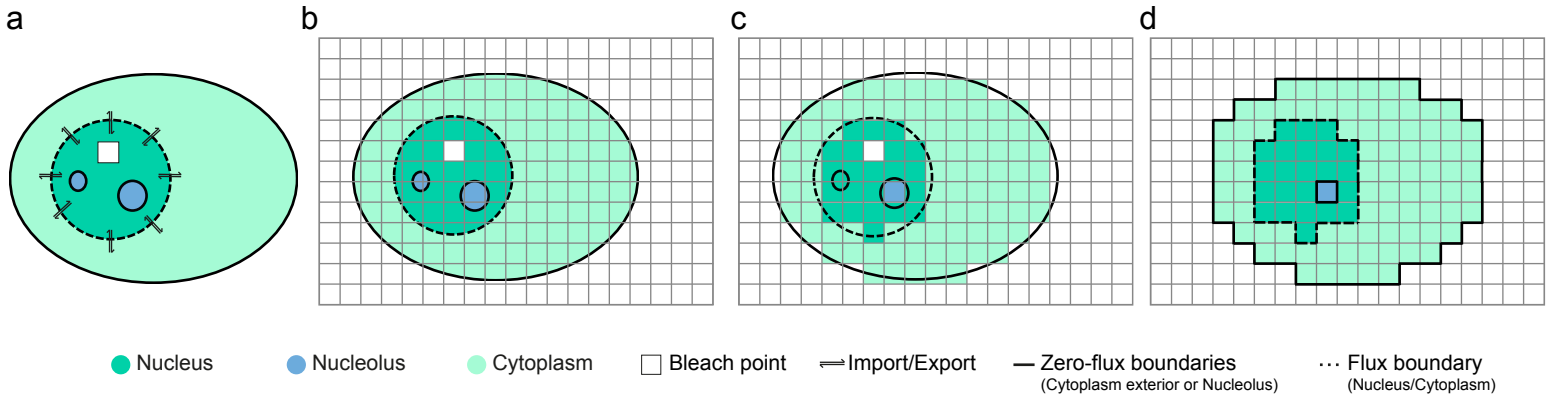 a b c d
Nucleus Nucleolus Cytoplasm Bleach point Import/Export Zero-flux boundaries Flux boundary
(Cytoplasm exterior or Nucleolus) (Nucleus/Cytoplasm)